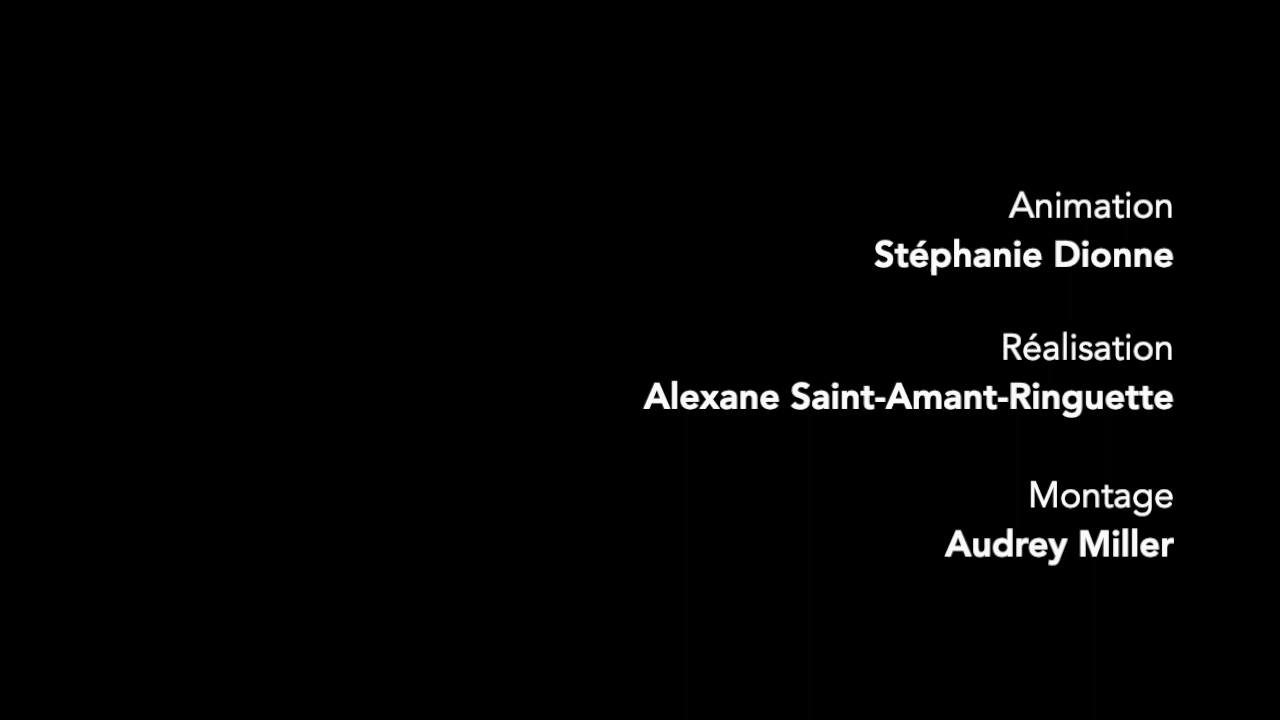 Animation
Stéphanie Dionne
Réalisation
Alexane Saint-Amant-Ringuette
Montage
Audrey Miller